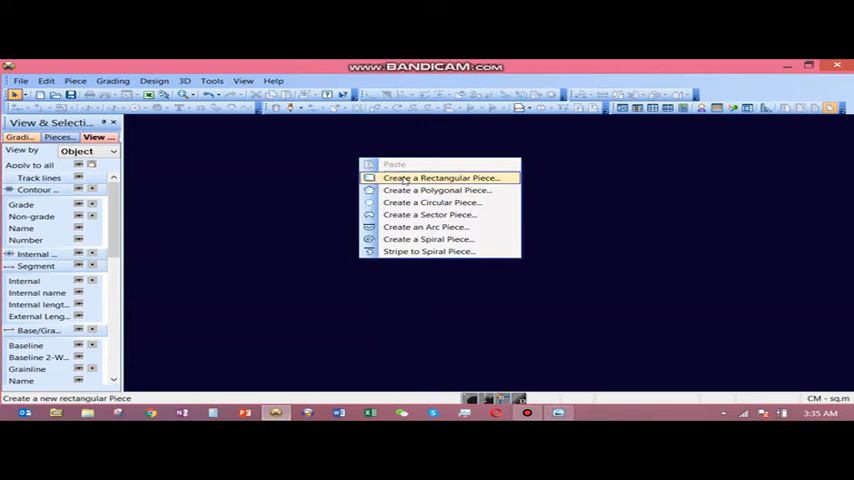 www.BANDICAM.com
File Edit Piece Grading Design 3D Tools View Help
View & Selecti...
Gradi... Pieces... View ...
View by Object
Apply to all
Track lines
Contour ...
Grade
Non-grade
Name
Number
Internal ...
Segment
Internal
Internal name
Internal lengt...
External Leng...
Base/Gra...
Baseline
Baseline 2-W...
Grainline
Name
Paste
Create a Rectangular Piece...
Create a Polygonal Piece...
Create a Circular Piece...
Create a Sector Piece...
Create an Arc Piece...
Create a Spiral Piece...
Stripe to Spiral Piece...
Create a new rectangular Piece
CM - sq.m
3:35 AM